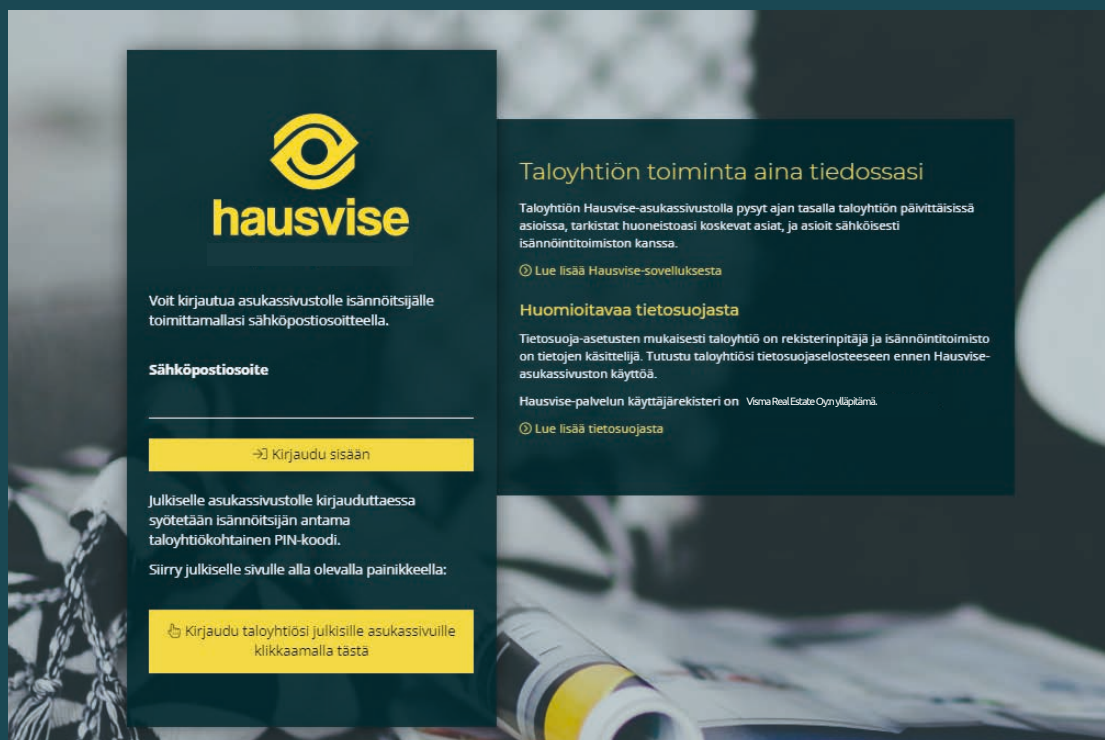 hausvise
Voit kirjautua asukassivustolle isännöitsijälle
toimittamallasi sähköpostiosoitteella.
Sähköpostiosoite
Kirjaudu sisään
Julkiselle asukassivustolle kirjauduttaessa
syötetään isännöitsijän antama
taloyhtiökohtainen PIN-koodi.
Siirry julkiselle sivulle alla olevalla painikkeella:
Kirjaudu taloyhtiösi julkisille asukassivuille
klikkaamalla tästä
Taloyhtiön toiminta aina tiedossasi
Taloyhtiön Hausvise-asukassivustolla pysyt ajan tasalla taloyhtiön päivittäisissä
asioissa, tarkistat huoneistoasi koskevat asiat, ja asioit sähköisesti
isännöintitoimiston kanssa.
Lue lisää Hausvise-sovelluksesta
Huomioitavaa tietosuojasta
Tietosuoja-asetusten mukaisesti taloyhtiö on rekisterinpitäjä ja isännöintitoimisto
on tietojen käsittelijä. Tutustu taloyhtiösi tietosuojaselosteeseen ennen Hausvise-
asukassivuston käyttöä.
Hausvise-palvelun käyttäjärekisteri on Visma Real Estate Oy:n ylläpitämä.
Lue lisää tietosuojasta